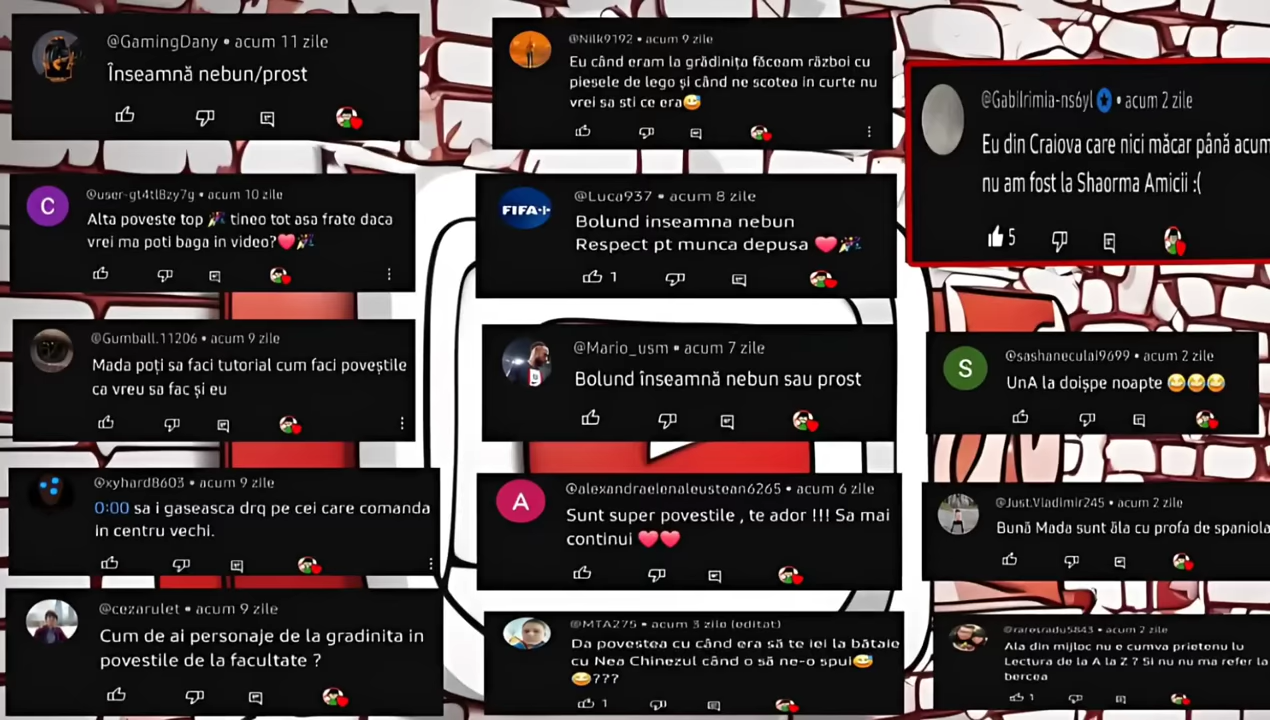 @GamingDany • acum 11 zile
Înseamnă nebun/prost
@user-gt4tl8zy7g • acum 10 zile
Alta poveste top 🎉 tineo tot asa frate daca
vrei ma poti baga in video?❤️🎉
@Gumball.11206 • acum 9 zile
Mada poți sa faci tutorial cum faci poveștile
ca vreu sa fac și eu
@xyhard8603 • acum 9 zile
0:00 sa i gaseasca drq pe cei care comanda
in centru vechi.
@cezarulet • acum 9 zile
Cum de ai personaje de la gradinita in
povestile de la facultate ?
@Nilk9192 • acum 9 zile
Eu când eram la grădinița făceam război cu
piesele de lego și când ne scotea in curte nu
vrei sa sti ce era😅
FIFA
@Luca937 • acum 8 zile
Bolund inseamna nebun
Respect pt munca depusa ❤️🎉
1
@Mario_usm • acum 7 zile
Bolund înseamnă nebun sau prost
A
@alexandraelenaleustean6265 • acum 6 zile
Sunt super povestile , te ador !!! Sa mai
continui ❤️❤️
@MTA275 • acum 3 zile (editat)
Da povestea cu când era să te iei la bătaie
cu Nea Chinezul când o să ne-o spui😅
😅???
1
@Gabilrimia-ns6yl • acum 2 zile
Eu din Craiova care nici măcar până acum
nu am fost la Shaorma Amicii :(
5
S
@sashaneculai9699 • acum 2 zile
UnA la doișpe noapte 😂😂😂
@Just.Vladimir245 • acum 2 zile
Bună Mada sunt ăla cu profa de spaniola
@raresradu5843 • acum 2 zile
Ala din mijloc nu e cumva prietenu lu
Lectura de la A la Z ? Si nu nu ma refer la
bercea
1